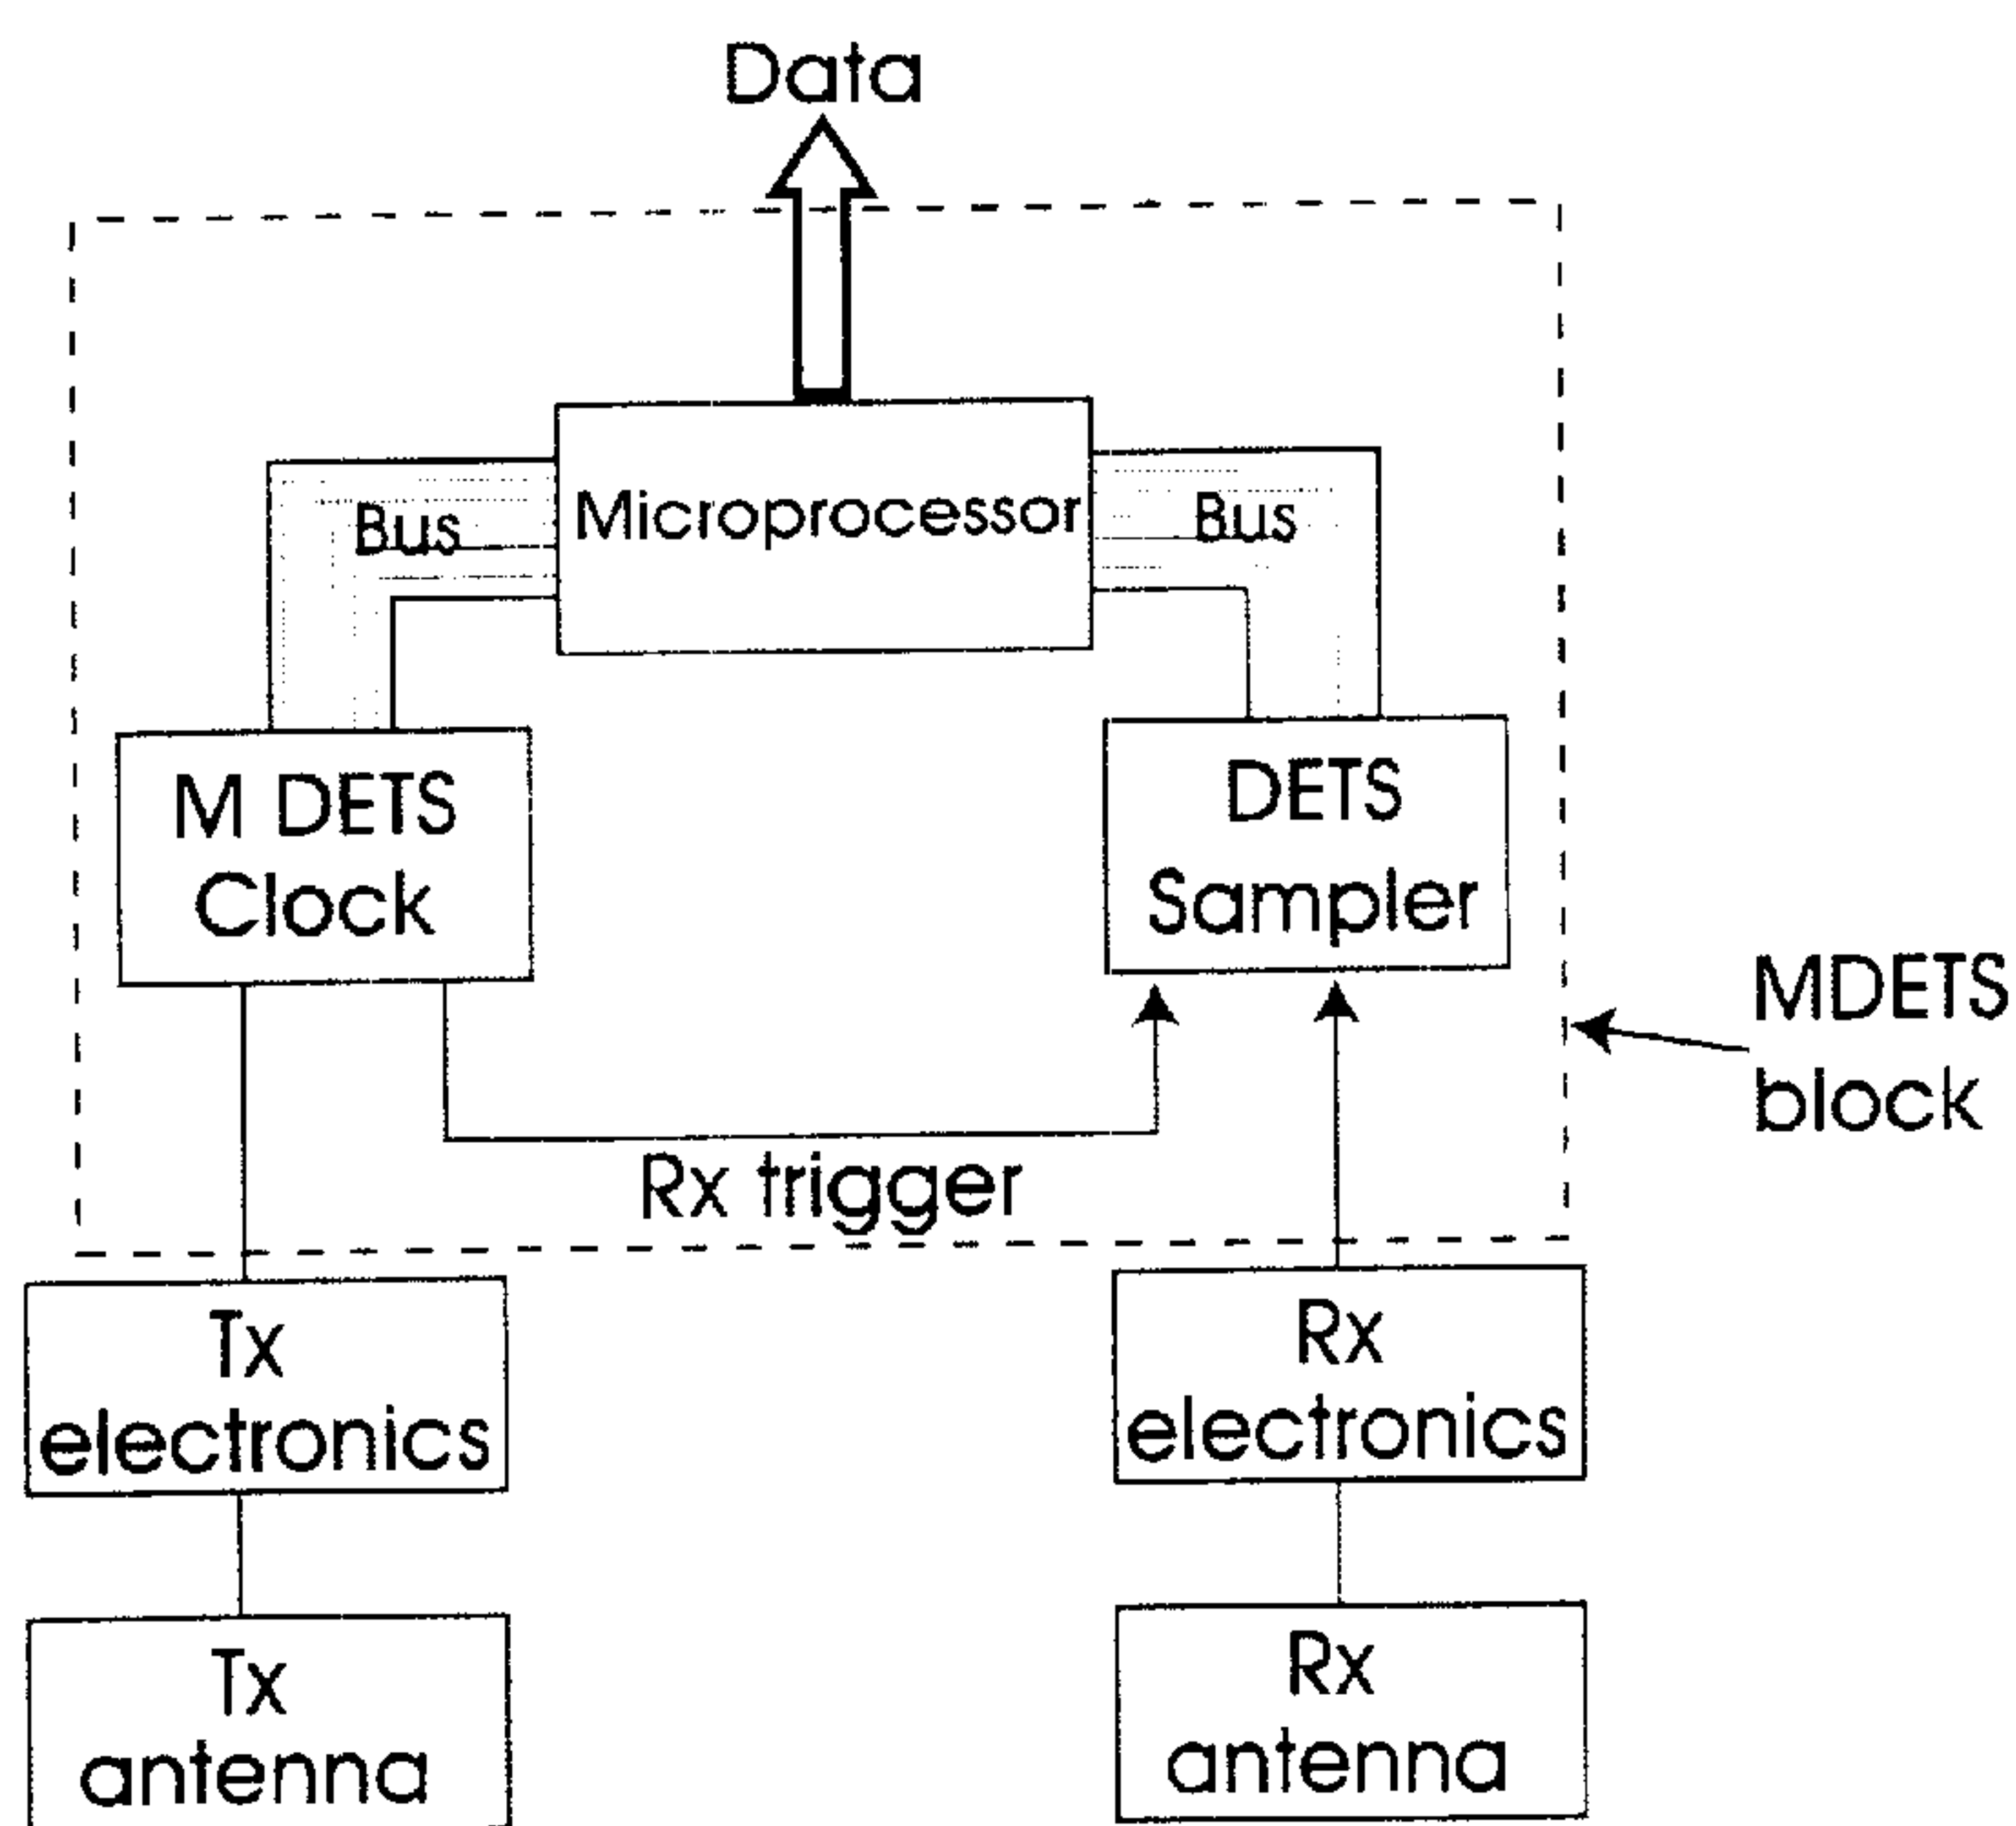 Data
Bus
Microprocessor
Bus
M DETS
Clock
DETS
Sampler
MDETS
block
Rx trigger
Tx
electronics
Rx
electronics
Tx
antenna
Rx
antenna